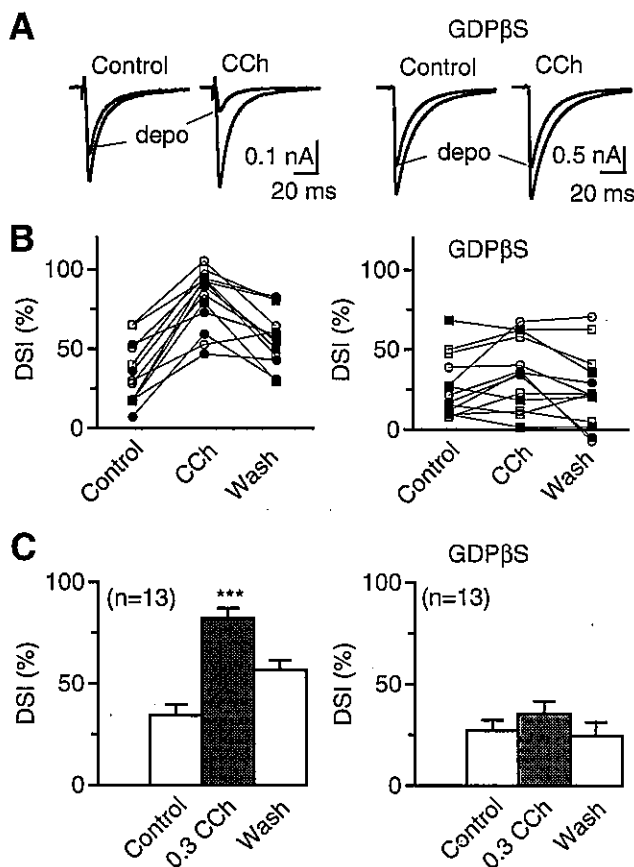 A
GDPβS
Control CCh Control CCh
depo depo
0.1 nA 0.5 nA
20 ms 20 ms
B
GDPβS
DSI (%) DSI (%)
100 100
50 50
0 0
Control CCh Wash Control CCh Wash
C
GDPβS
(n=13) *** (n=13)
DSI (%) DSI (%)
100 100
50 50
0 0
Control 0.3 CCh Wash Control 0.3 CCh Wash